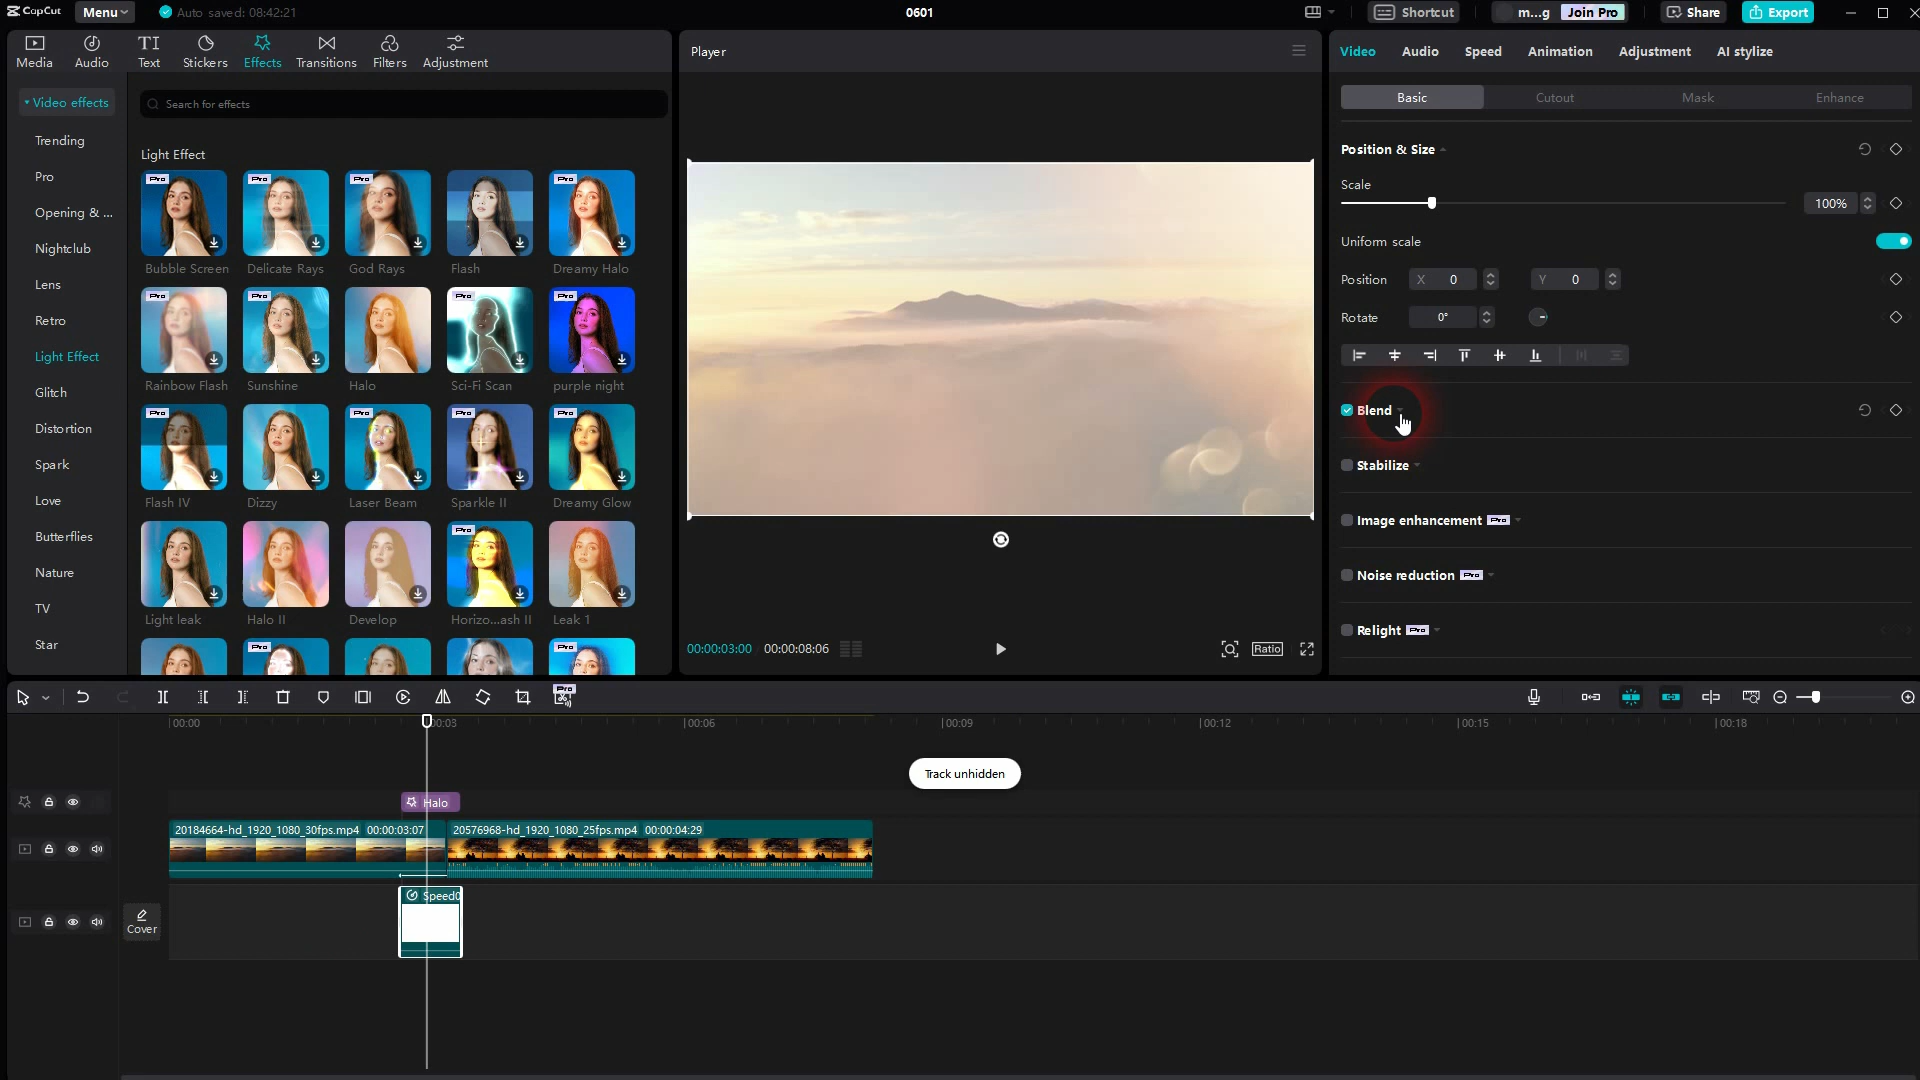 CapCut Menu Auto saved: 08:42:21 0601 Shortcut m...g Join Pro Share Export
Media Audio Text Stickers Effects Transitions Filters Adjustment
Video effects
Trending
Pro
Opening & ...
Nightclub
Lens
Retro
Light Effect
Glitch
Distortion
Spark
Love
Butterflies
Nature
TV
Star
Search for effects
Light Effect
Pro Pro Pro Pro
Bubble Screen Delicate Rays God Rays Flash Dreamy Halo
Pro Pro Pro Pro
Rainbow Flash Sunshine Halo Sci-Fi Scan purple night
Pro Pro Pro Pro
Flash IV Dizzy Laser Beam Sparkle II Dreamy Glow
Pro
Light leak Halo II Develop Horizo...ash II Leak 1
Pro Pro
Player
00:00:03:00 00:00:08:06 Ratio
Video Audio Speed Animation Adjustment AI stylize
Basic Cutout Mask Enhance
Position & Size
Scale
100%
Uniform scale
Position X 0 Y 0
Rotate 0°
Blend
Stabilize
Image enhancement Pro
Noise reduction Pro
Relight Pro
Pro
00:00 00:03 00:06 00:09 00:12 00:15 00:18
Track unhidden
Halo
20184664-hd_1920_1080_30fps.mp4 00:00:03:07 20576968-hd_1920_1080_25fps.mp4 00:00:04:29
Speed0
Cover